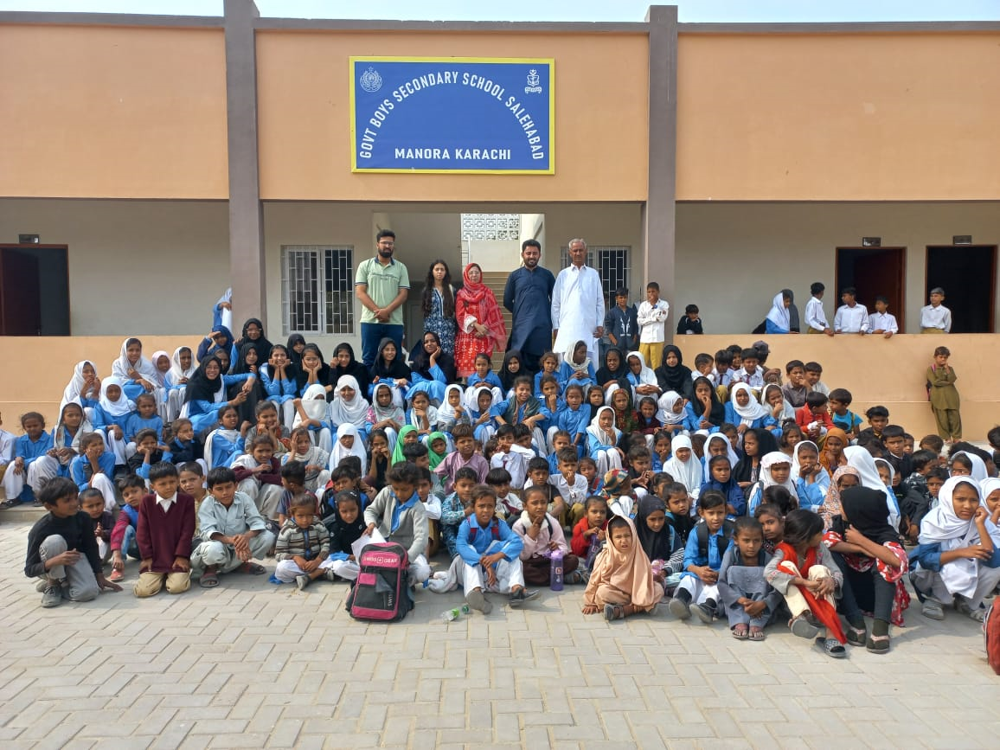 GOVT BOYS SECONDARY SCHOOL SALEHABAD
MANORA KARACHI
SWISS GEAR